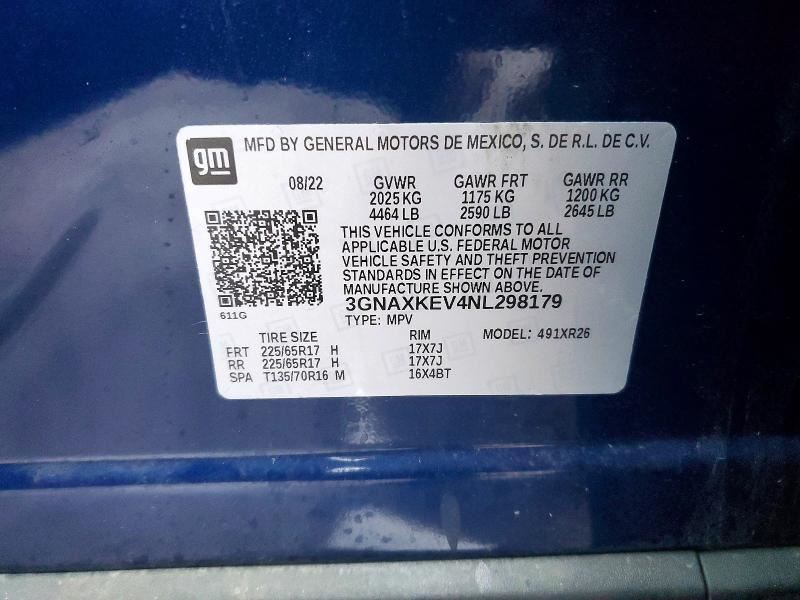 gm
MFD BY GENERAL MOTORS DE MEXICO, S. DE R.L. DE C.V.
08/22 GVWR GAWR FRT GAWR RR
2025 KG 1175 KG 1200 KG
4464 LB 2590 LB 2645 LB
THIS VEHICLE CONFORMS TO ALL
APPLICABLE U.S. FEDERAL MOTOR
VEHICLE SAFETY AND THEFT PREVENTION
STANDARDS IN EFFECT ON THE DATE OF
MANUFACTURE SHOWN ABOVE.
3GNAXKEV4NL298179
611G
TYPE: MPV
TIRE SIZE RIM MODEL: 491XR26
FRT 225/65R17 H 17X7J
RR 225/65R17 H 17X7J
SPA T135/70R16 M 16X4BT